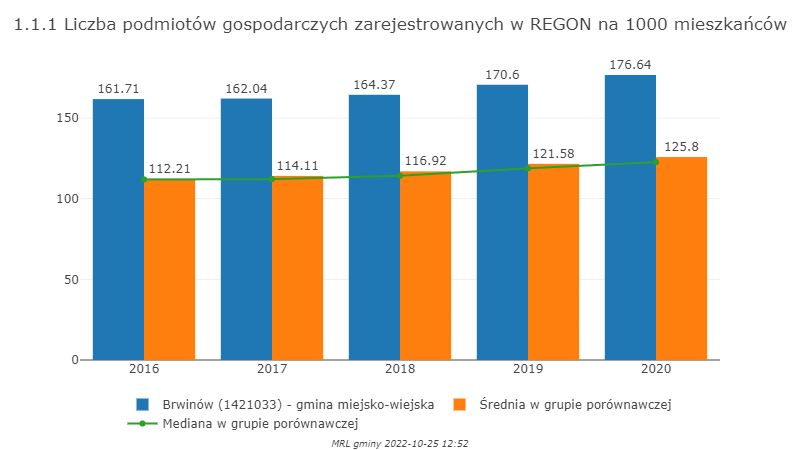 1.1.1 Liczba podmiotów gospodarczych zarejestrowanych w REGON na 1000 mieszkańców
161.71 162.04 164.37 170.6 176.64
112.21 114.11 116.92 121.58 125.8
150
100
50
0
2016 2017 2018 2019 2020
Brwinów (1421033) - gmina miejsko-wiejska Średnia w grupie porównawczej
Mediana w grupie porównawczej
MRL gminy 2022-10-25 12:52